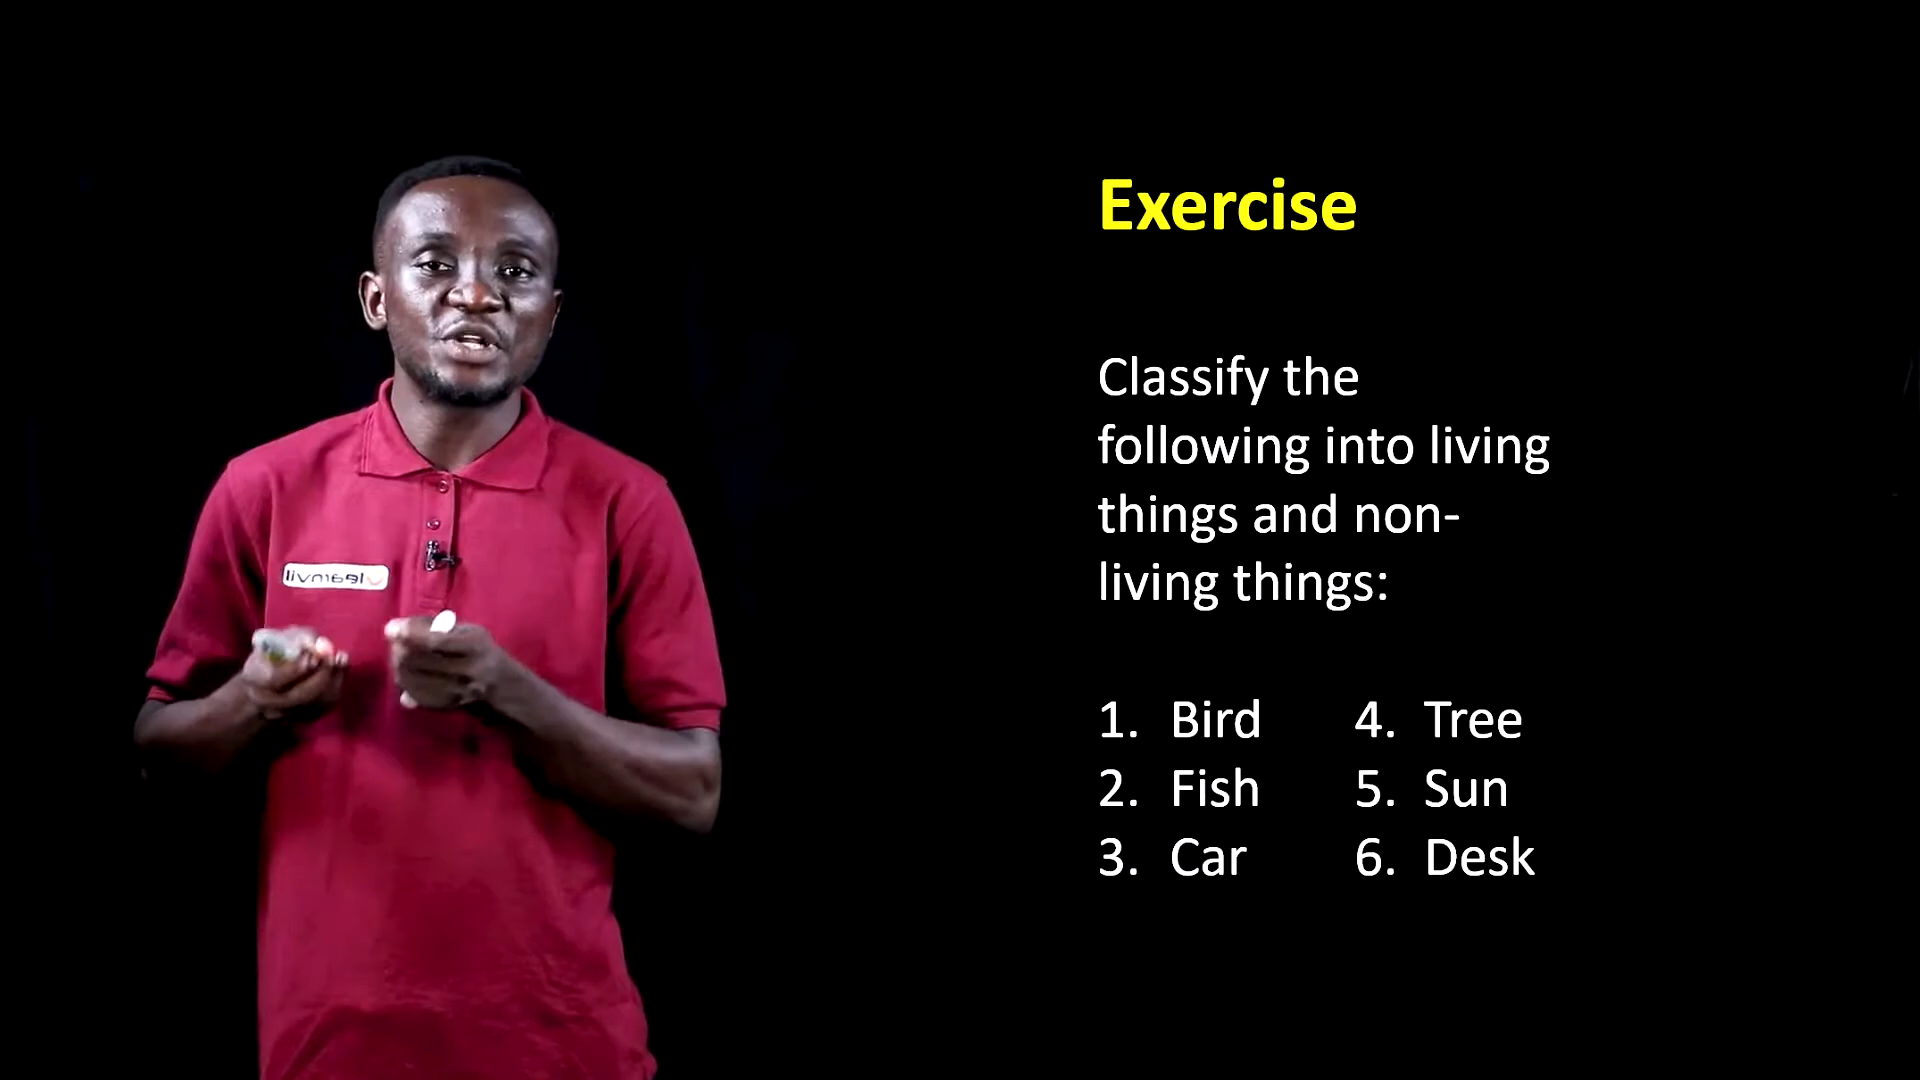 Exercise
Classify the
following into living
things and non-
living things:
1. Bird
2. Fish
3. Car
4. Tree
5. Sun
6. Desk
learnvil